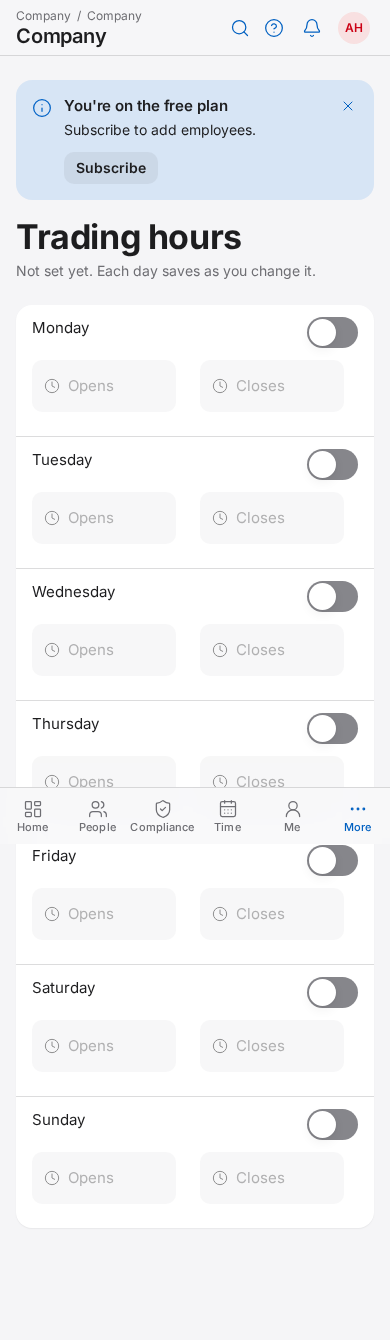 Company / Company
Company
AH
You're on the free plan
Subscribe to add employees.
Subscribe
Trading hours
Not set yet. Each day saves as you change it.
Monday
Opens Closes
Tuesday
Opens Closes
Wednesday
Opens Closes
Thursday
Opens Closes
Home People Compliance Time Me More
Friday
Opens Closes
Saturday
Opens Closes
Sunday
Opens Closes